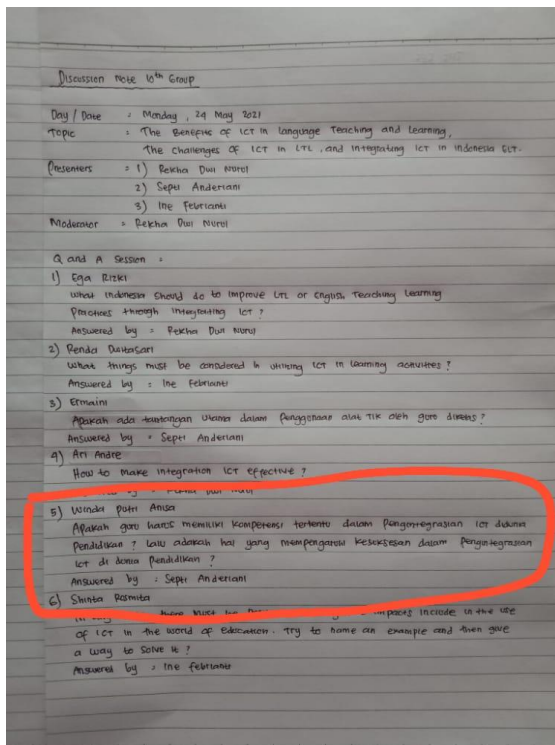 Discussion Note 10th Group
Day / Date : Monday, 24 May 2021
Topic : The Benefits of ICT in language Teaching and Learning,
The Challenges of ICT in LTL, and Integrating ICT in Indonesia ELT.
Presenters : 1) Rekha Dwi Nurul
2) Septi Anderiani
3) Ine Febrianti
Moderator : Rekha Dwi Nurul
Q and A Session :
1) Ega Rizki
What Indonesia should do to improve LTL or English Teaching Learning
Practices through integrating ICT ?
Answered by : Rekha Dwi Nurul
2) Renda
What things must be considered in utilizing ICT in learning activities ?
Answered by : Ine Febrianti
3) Ermaini
Apakah ada tantangan utama dalam Penggunaan alat TIK oleh guru dikelas ?
Answered by : Septi Anderiani
4) Ari Andre
How to make integration ICT effective ?
5) Winda Putri Anisa
Apakah guru harus memiliki kompetensi tertentu dalam Pengintegrasian ICT didunia
Pendidikan ? lalu adakah hal yang mempengaruhi kesuksesan dalam Pengintegrasian
ICT di dunia Pendidikan ?
Answered by : Septi Anderiani
6) Shinta Rosmita
impacts include in the use
of ICT in the world of education. Try to name an example and then give
a way to solve it !
Answered by : Ine Febrianti